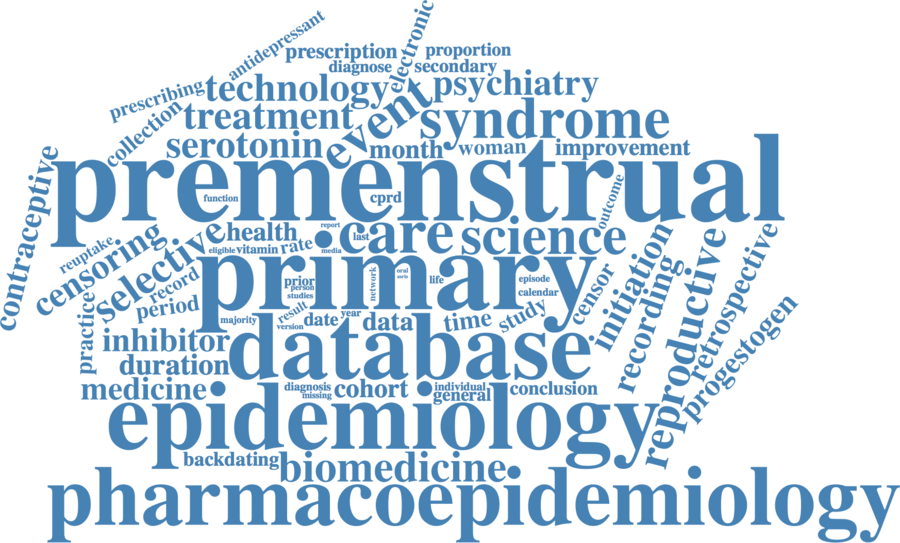 antidepressant
electronic
prescription
proportion
diagnose
secondary
prescribing
technology
psychiatry
collection
treatment
event
syndrome
serotonin
month
woman
improvement
contraceptive
premenstrual
function
cprd
outcome
reuptake
censoring
selective
health
report
last
care
science
eligible
vitamin
rate
media
primary
record
period
prior
person
studies
network
oral
life
episode
calendar
censor
initiation
recording
reproductive
retrospective
progestogen
practice
majority
result
version
date
year
data
time
study
inhibitor
database
duration
medicine
diagnosis
missing
cohort
individual
general
conclusion
epidemiology
backdating
biomedicine
pharmacoepidemiology